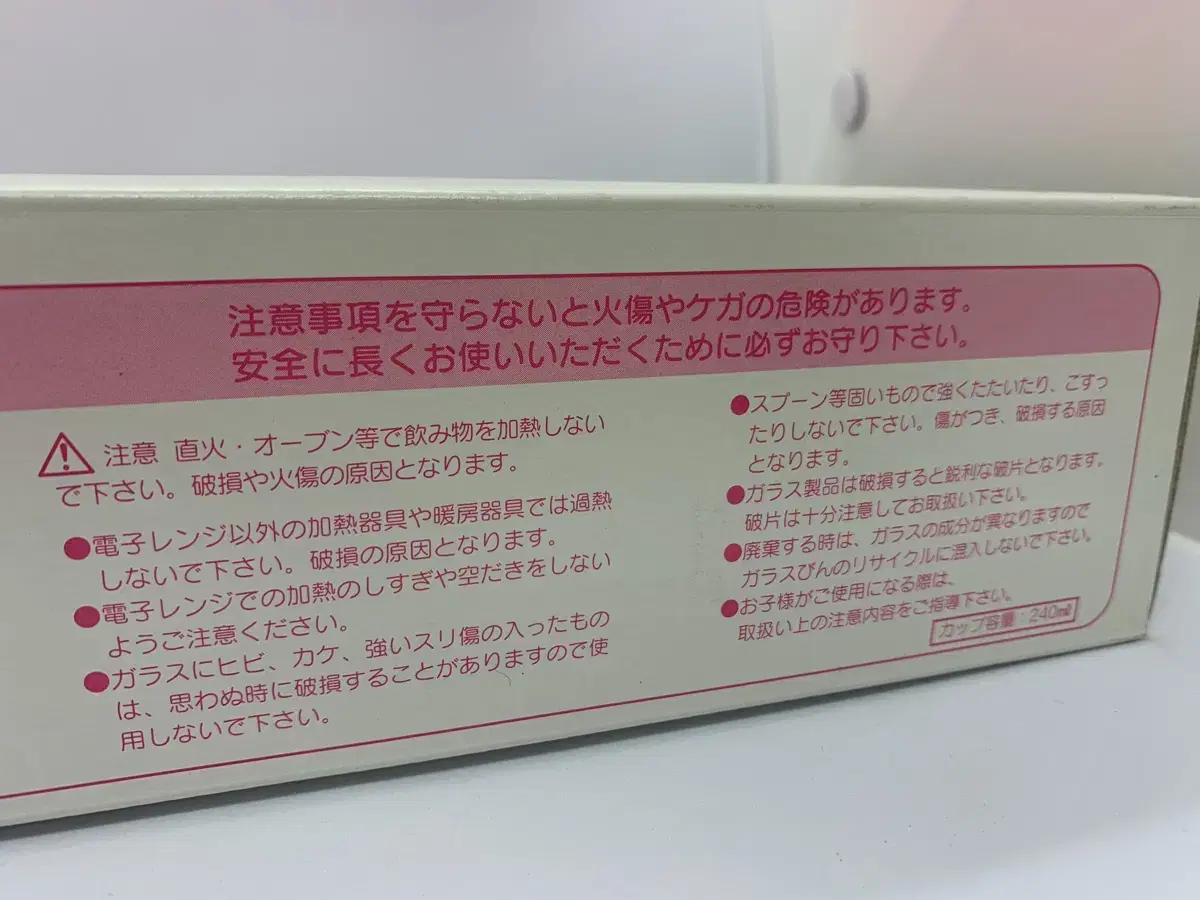 注意事項を守らないと火傷やケガの危険があります。
安全に長くお使いいただくために必ずお守り下さい。
注意 直火・オーブン等で飲み物を加熱しない
で下さい。破損や火傷の原因となります。
●電子レンジ以外の加熱器具や暖房器具では過熱
しないで下さい。破損の原因となります。
●電子レンジでの加熱のしすぎや空だきをしない
ようご注意ください。
●ガラスにヒビ、カケ、強いスリ傷の入ったもの
は、思わぬ時に破損することがありますので使
用しないで下さい。
●スプーン等固いもので強くたたいたり、こすっ
たりしないで下さい。傷がつき、破損する原因
となります。
●ガラス製品は破損すると鋭利な破片となります。
破片は十分注意してお取扱い下さい。
●廃棄する時は、ガラスの成分が異なりますので
ガラスびんのリサイクルに混入しないで下さい。
●お子様がご使用になる際は、
取扱い上の注意内容をご指導下さい。
カップ容量：240㎖